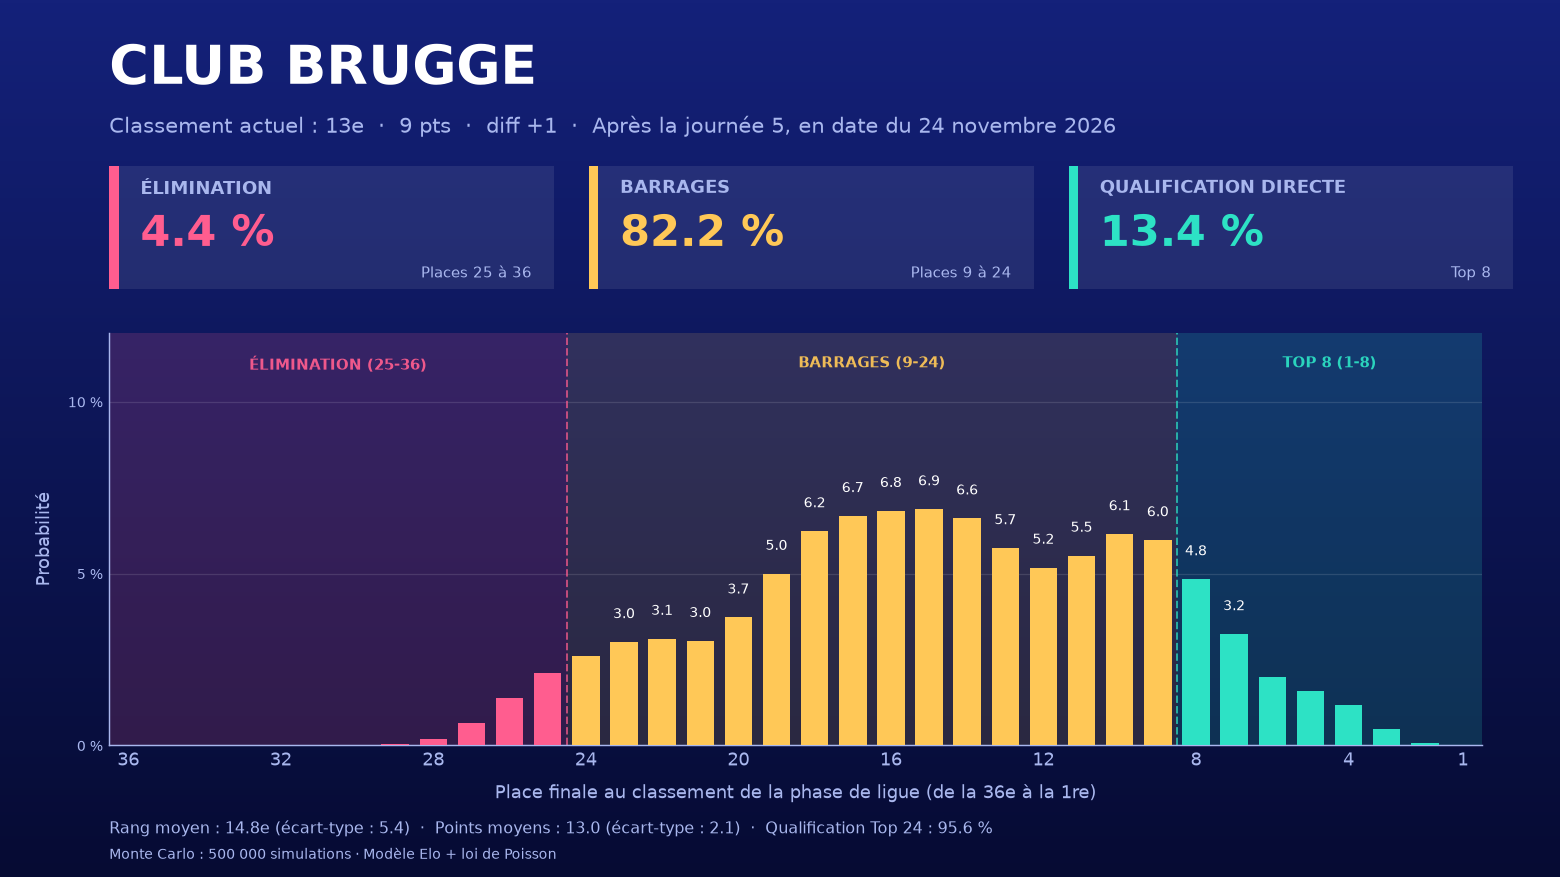 CLUB BRUGGE
Classement actuel : 13e · 9 pts · diff +1 · Après la journée 5, en date du 24 novembre 2026
ÉLIMINATION
4.4 %
Places 25 à 36
BARRAGES
82.2 %
Places 9 à 24
QUALIFICATION DIRECTE
13.4 %
Top 8
ÉLIMINATION (25-36)
BARRAGES (9-24)
TOP 8 (1-8)
Probabilité
10 %
5 %
0 %
3.0
3.1
3.0
3.7
5.0
6.2
6.7
6.8
6.9
6.6
5.7
5.2
5.5
6.1
6.0
4.8
3.2
36 32 28 24 20 16 12 8 4 1
Place finale au classement de la phase de ligue (de la 36e à la 1re)
Rang moyen : 14.8e (écart-type : 5.4) · Points moyens : 13.0 (écart-type : 2.1) · Qualification Top 24 : 95.6 %
Monte Carlo : 500 000 simulations · Modèle Elo + loi de Poisson